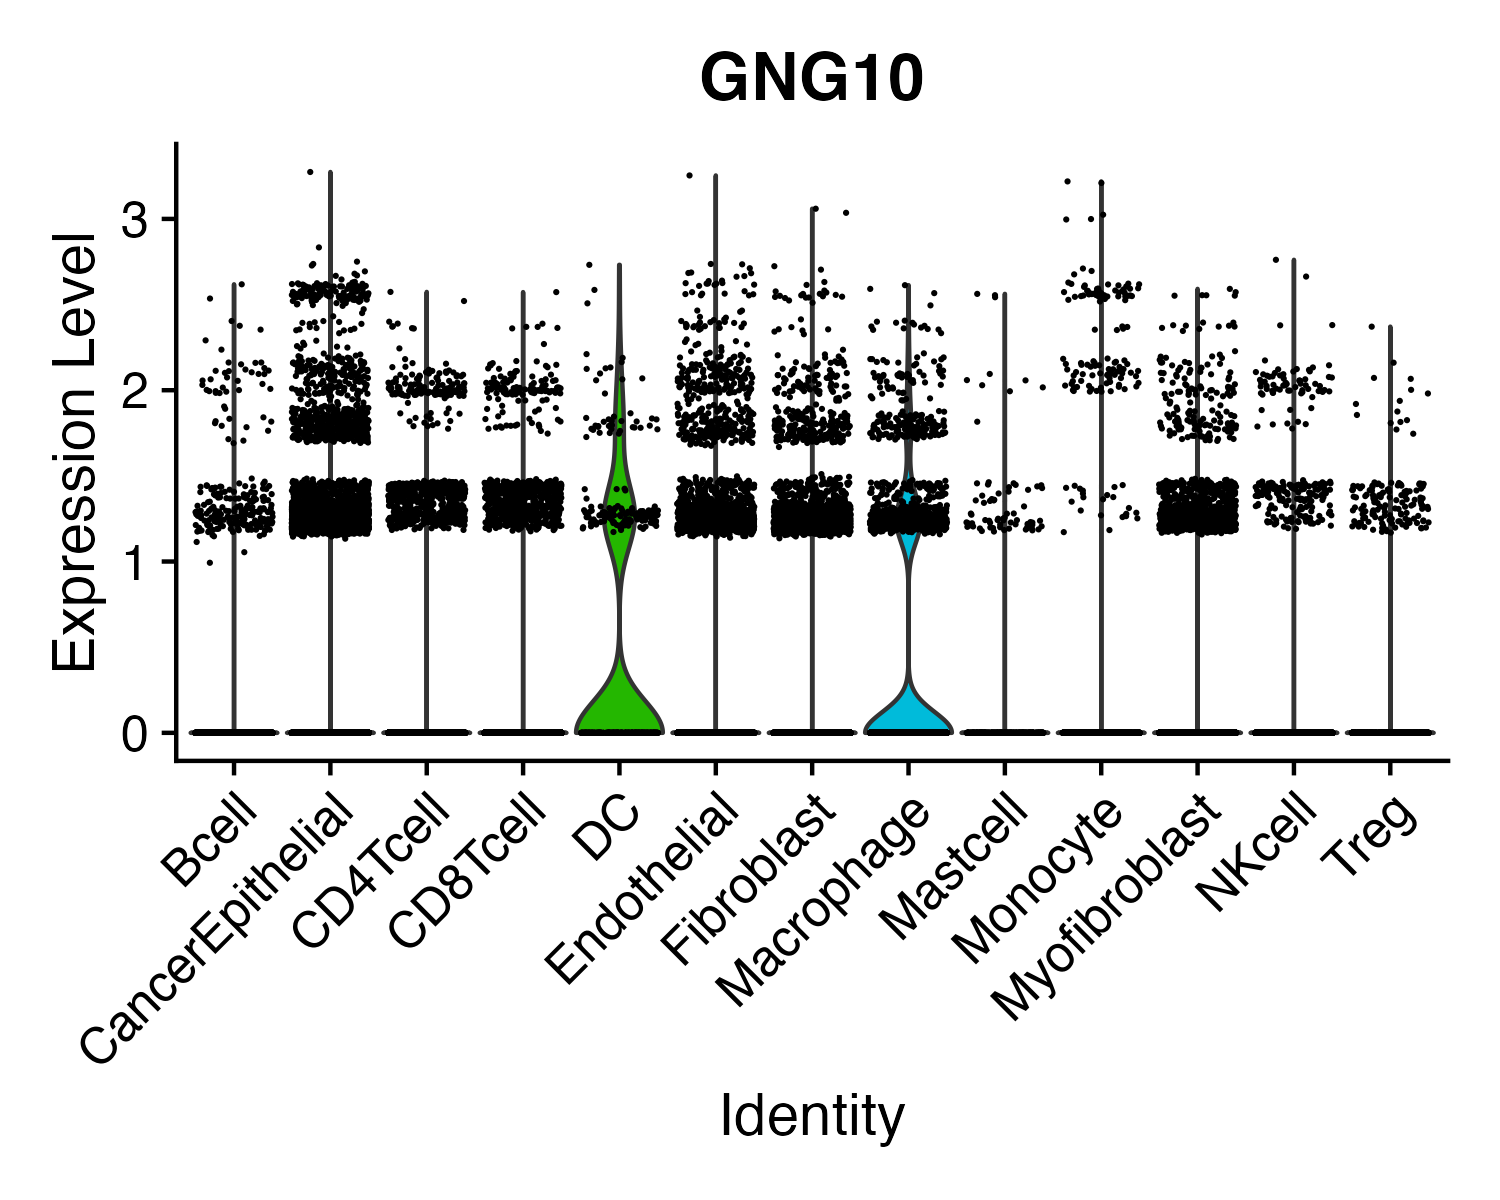 GNG10
Expression Level
3
2
1
0
Bcell
CancerEpithelial
CD4Tcell
CD8Tcell
DC
Endothelial
Fibroblast
Macrophage
Mastcell
Monocyte
Myofibroblast
NKcell
Treg
Identity